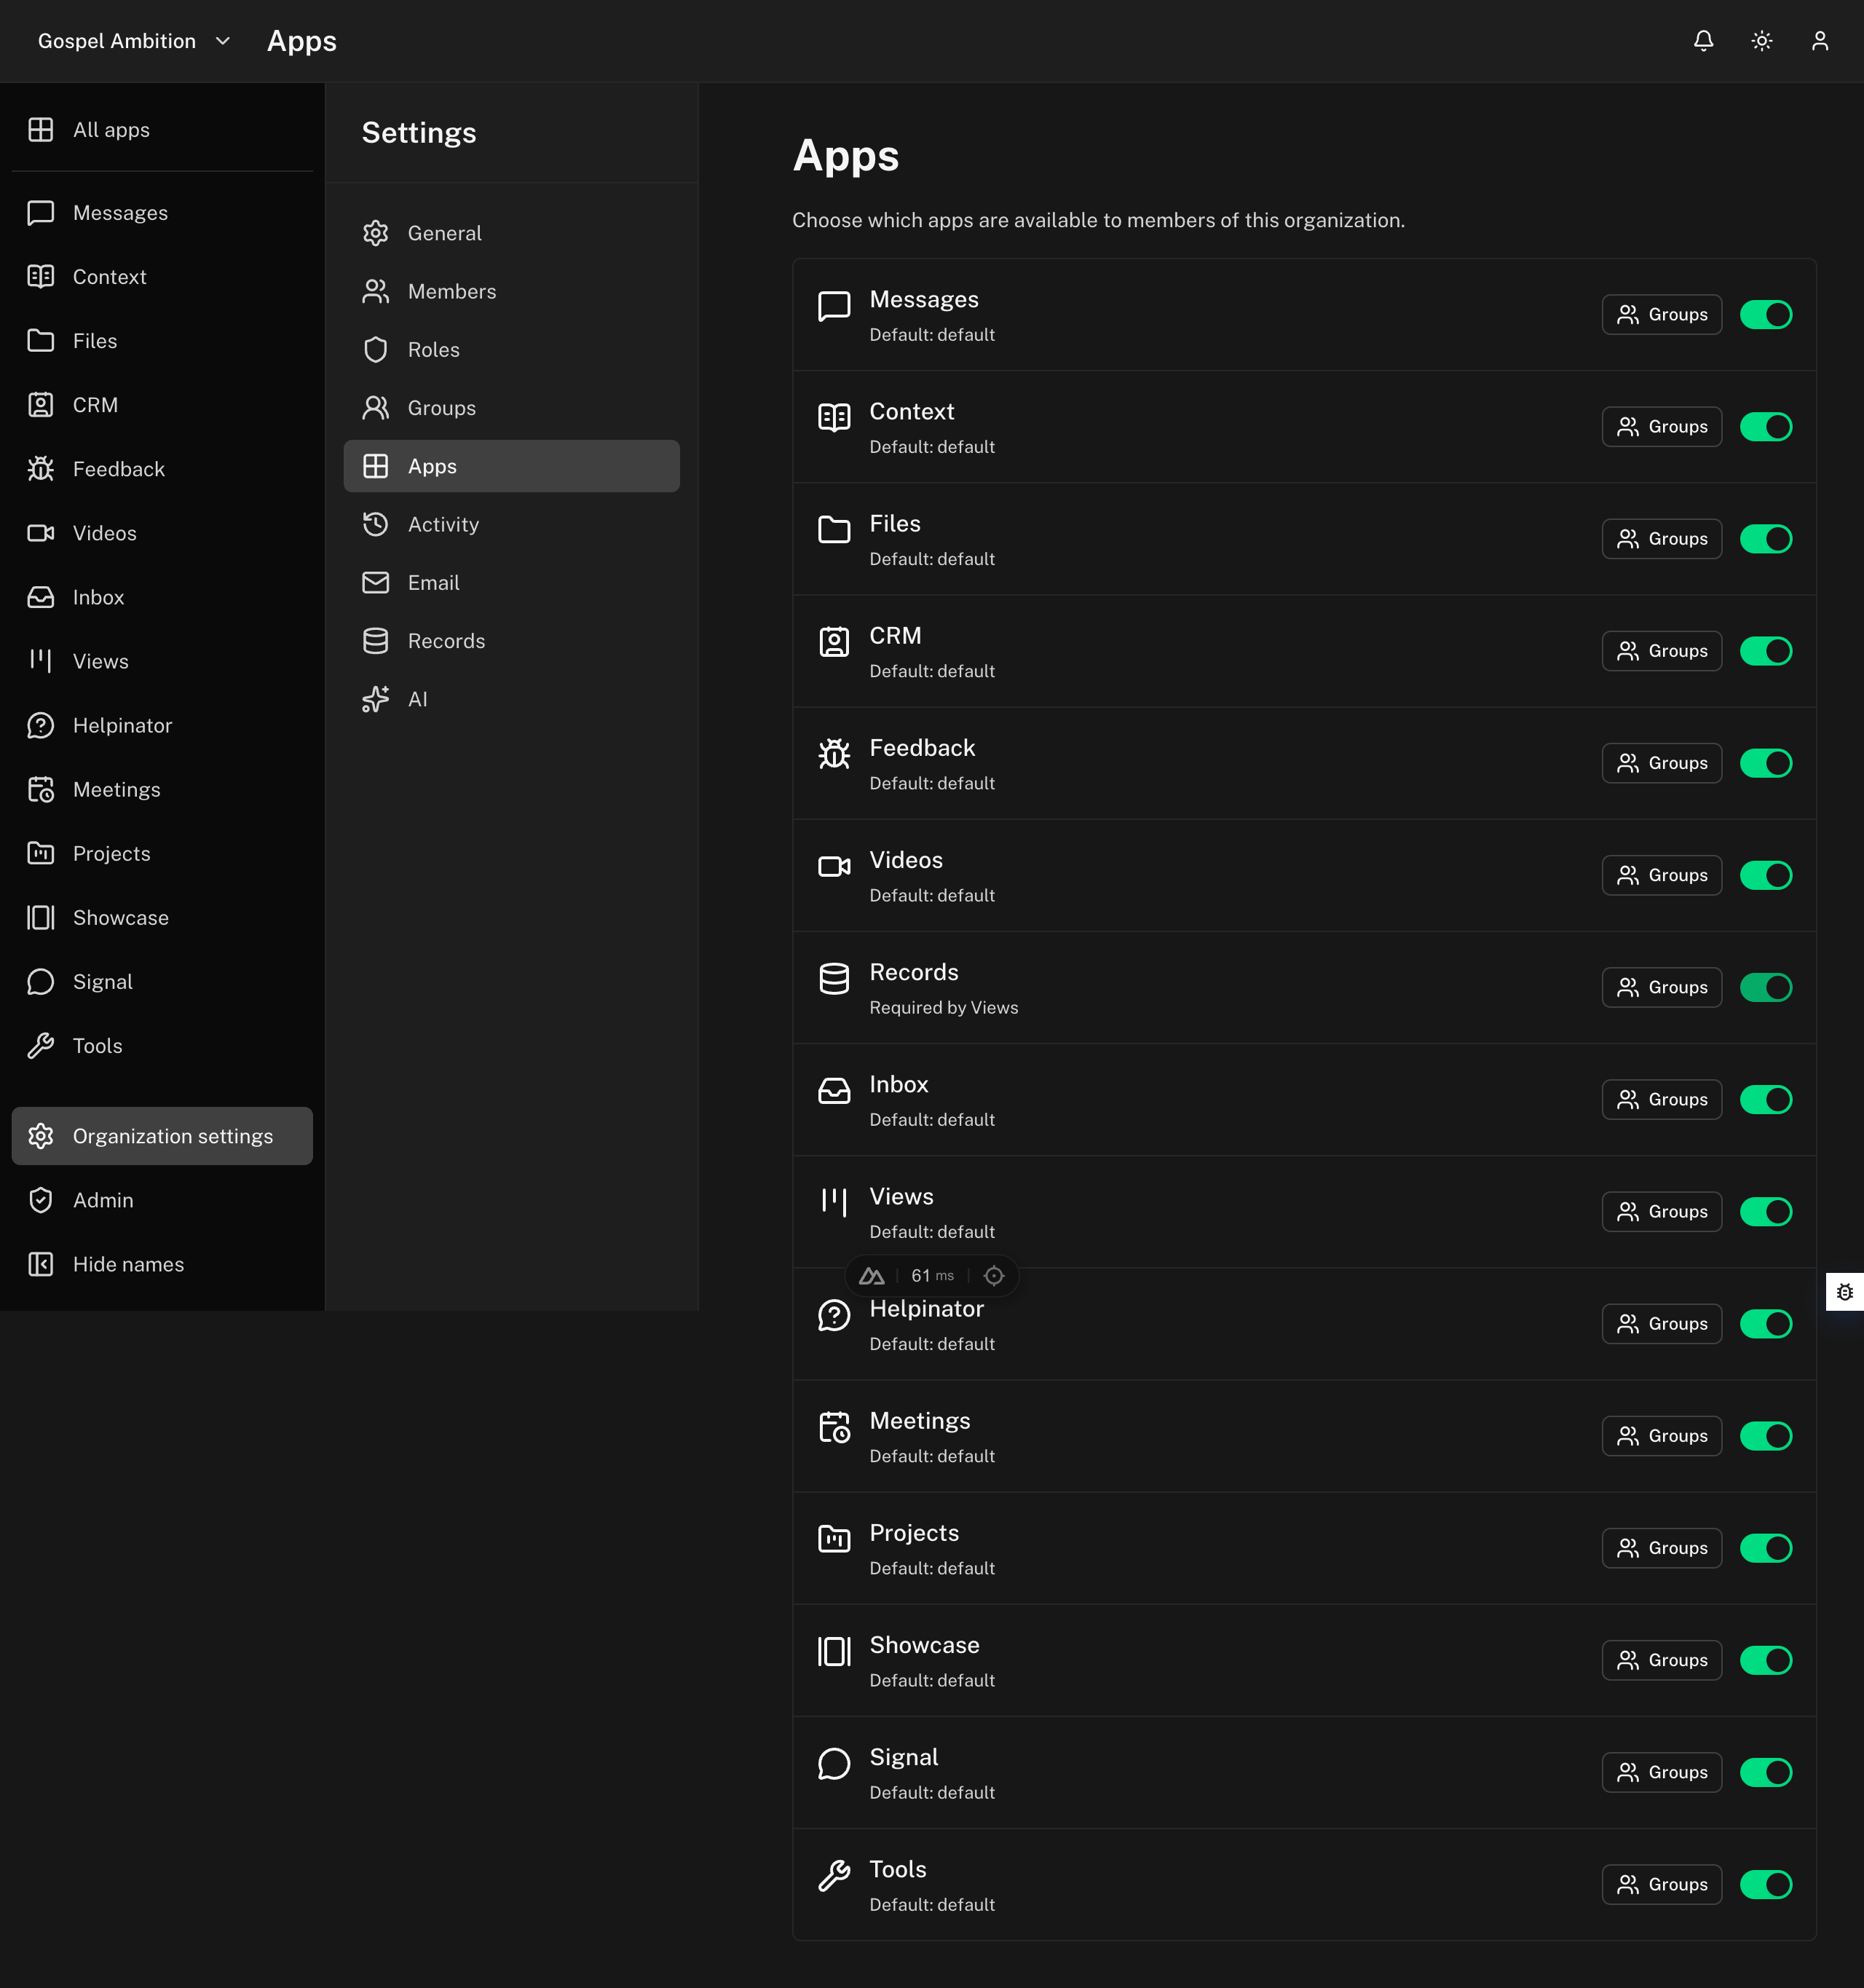 Gospel Ambition
Apps
All apps
Messages
Context
Files
CRM
Feedback
Videos
Inbox
Views
Helpinator
Meetings
Projects
Showcase
Signal
Tools
Organization settings
Admin
Hide names
Settings
General
Members
Roles
Groups
Apps
Activity
Email
Records
AI
Apps
Choose which apps are available to members of this organization.
Messages
Default: default
Groups
Context
Default: default
Groups
Files
Default: default
Groups
CRM
Default: default
Groups
Feedback
Default: default
Groups
Videos
Default: default
Groups
Records
Required by Views
Groups
Inbox
Default: default
Groups
Views
Default: default
Groups
61 ms
Helpinator
Default: default
Groups
Meetings
Default: default
Groups
Projects
Default: default
Groups
Showcase
Default: default
Groups
Signal
Default: default
Groups
Tools
Default: default
Groups